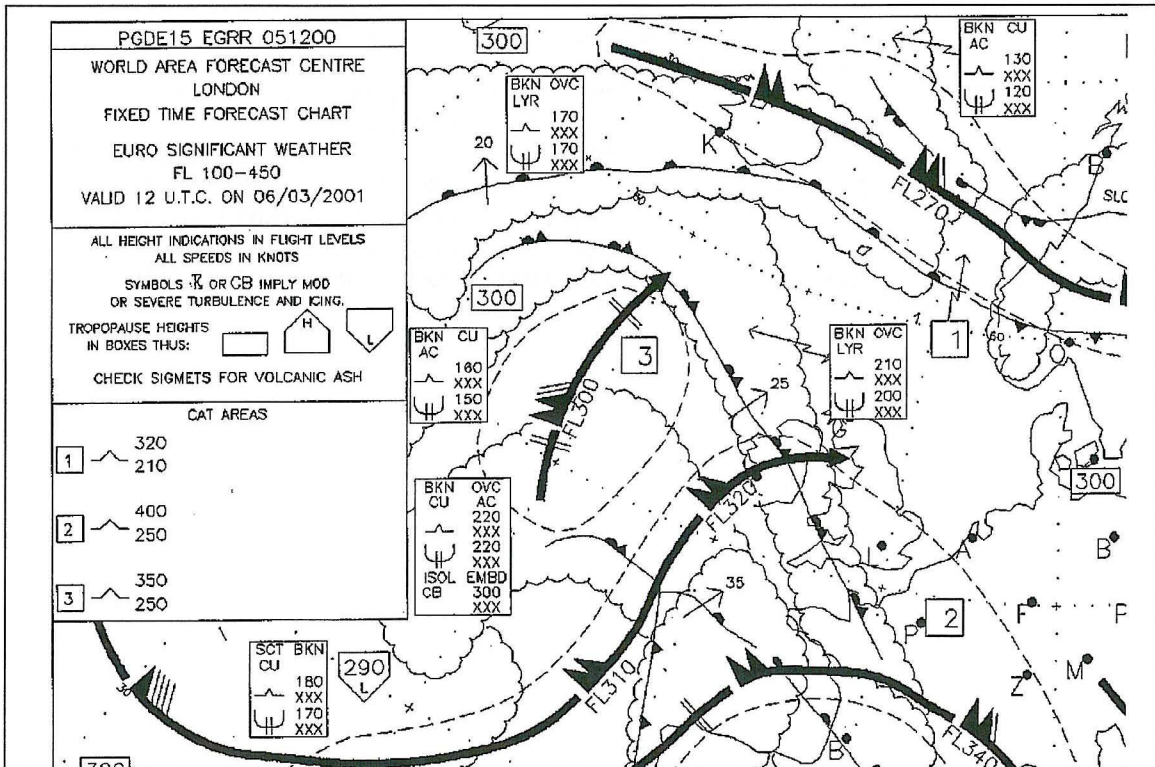 PGDE15 EGRR 051200
WORLD AREA FORECAST CENTRE
LONDON
FIXED TIME FORECAST CHART
EURO SIGNIFICANT WEATHER
FL 100-450
VALID 12 U.T.C. ON 06/03/2001
ALL HEIGHT INDICATIONS IN FLIGHT LEVELS
ALL SPEEDS IN KNOTS
SYMBOLS OR CB IMPLY MOD
OR SEVERE TURBULENCE AND ICING.
TROPOPAUSE HEIGHTS
IN BOXES THUS:
H
L
CHECK SIGMETS FOR VOLCANIC ASH
CAT AREAS
1
320
210
2
400
250
3
350
250
300
BKN OVC
LYR
170
XXX
170
XXX
BKN CU
AC
130
XXX
120
XXX
20
K
FL270
B
SLO
300
3
BKN CU
AC
160
XXX
150
XXX
FL300
25
BKN OVC
LYR
210
XXX
200
XXX
1
60
O
G
300
BKN OVC
CU AC
220
XXX
220
XXX
ISOL EMBD
CB 300
XXX
FL320
L
A
B
35
P
2
F
P
M
Z
SCT BKN
CU
180
XXX
170
XXX
290
L
FL310
B
FL340
300